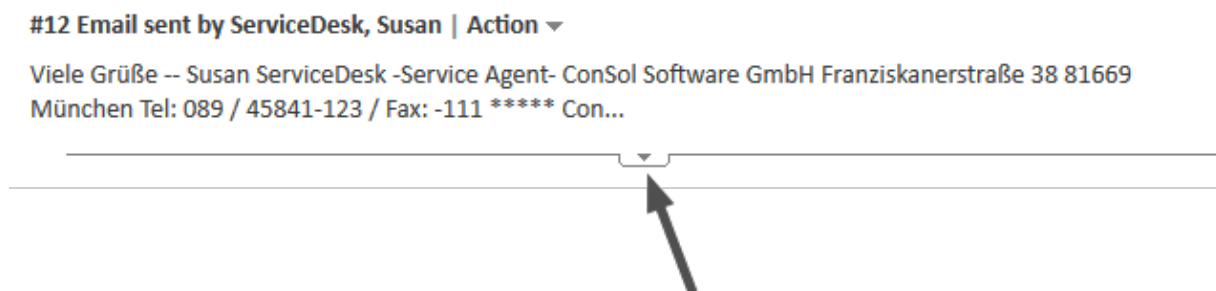 #12 Email sent by ServiceDesk, Susan | Action
Viele Grüße -- Susan ServiceDesk -Service Agent- ConSol Software GmbH Franziskanerstraße 38 81669
München Tel: 089 / 45841-123 / Fax: -111 ***** Con...